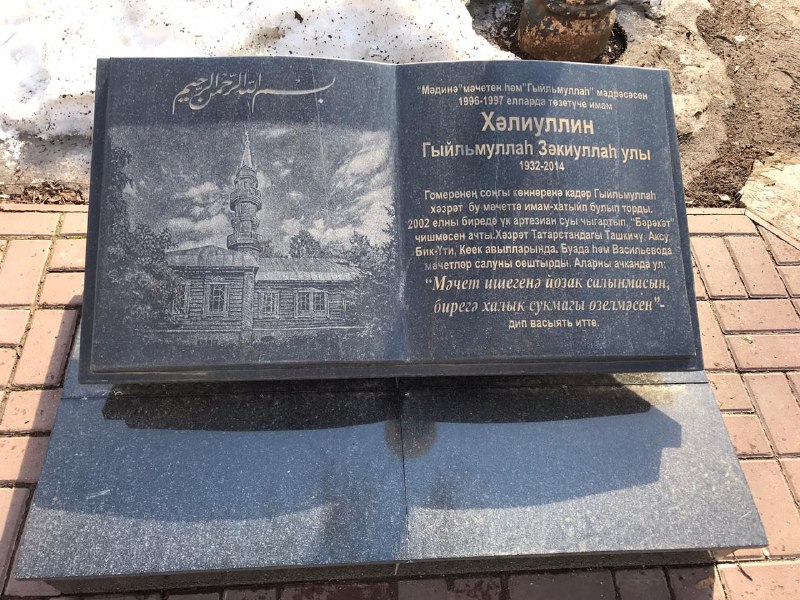 بسم الله الرحمن الرحيم
"Мәдинә" мәчетен һәм "Гыйльмуллаһ" мәдрәсәсен
1996-1997 елларда төзетүче имам
Хәлиуллин
Гыйльмуллаһ Зәкиуллаһ улы
1932-2014
Гомеренең соңгы көннәренә кадәр Гыйльмуллаһ
хәзрәт бу мәчеттә имам-хатыйп булып торды.
2002 елны биредә үк артезиан суы чыгартып, "Бәрәкәт"
чишмәсен ачты. Хәзрәт Татарстандагы Ташкичү, Аксу,
Бик-Үти, Көек авылларында, Буада һәм Васильевода
мәчетләр салуны оештырды. Аларны ачканда ул:
"Мәчет ишегенә йозак салынмасын,
бирегә халык сукмагы өзелмәсен"-
дип васыять итте.